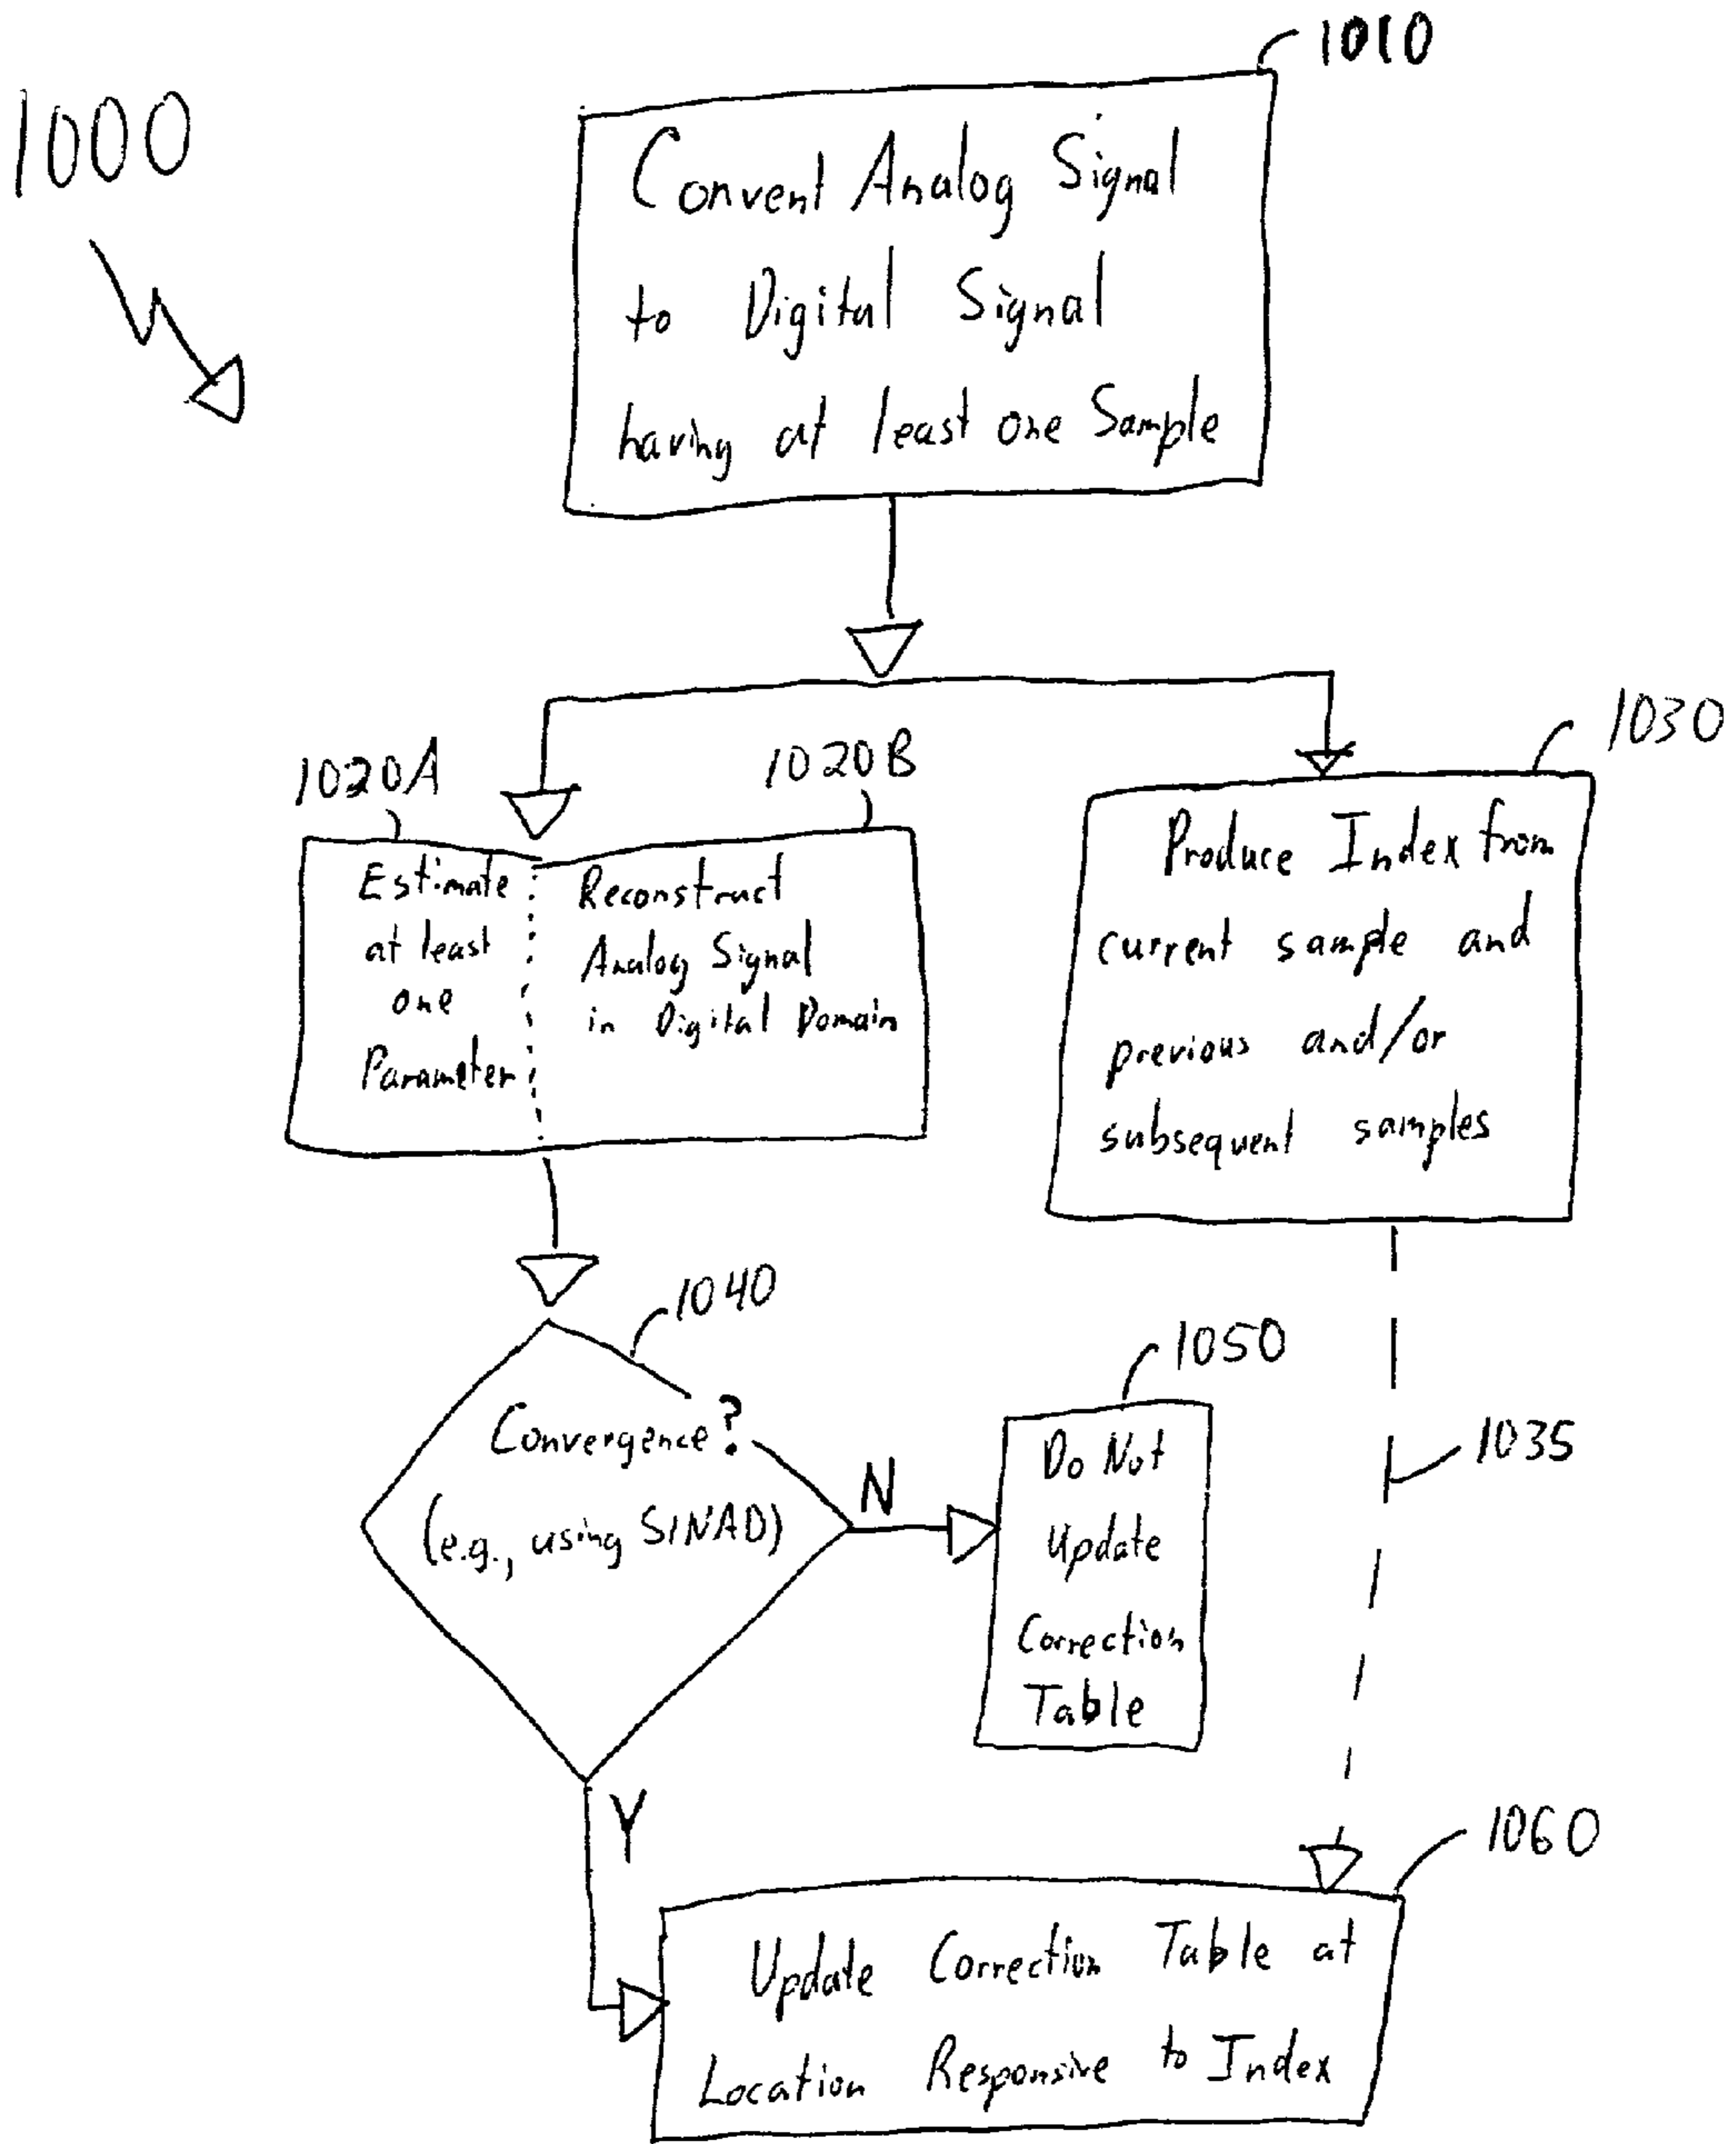 1000
1010
Convert Analog Signal
to Digital Signal
having at least one Sample
1020A
1020B
1030
Estimate
at least
one
Parameter
Reconstruct
Analog Signal
in Digital Domain
Produce Index from
current sample and
previous and/or
subsequent samples
1040
Convergence?
(e.g., using SINAD)
N
Y
1050
Do Not
Update
Correction
Table
1035
1060
Update Correction Table at
Location Responsive to Index